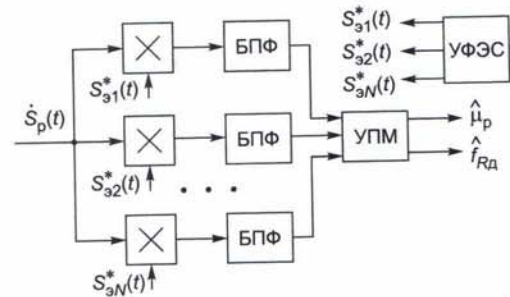 S*э1(t)
БПФ
S*э1(t)
S*э2(t)
S*эN(t)
УФЭС
Ṡр(t)
S*э2(t)
БПФ
УПМ
μ̂р
f̂Rд
. . .
S*эN(t)
БПФ